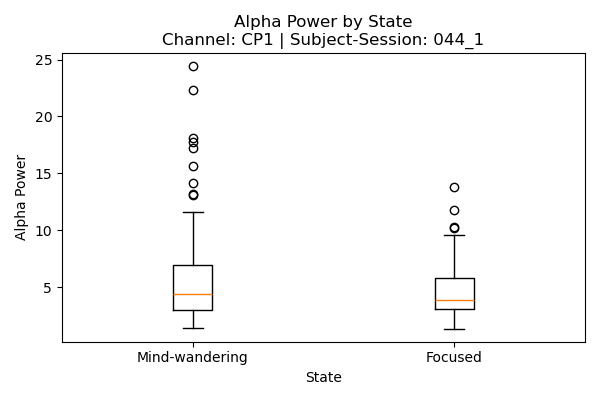 Alpha Power by State
Channel: CP1 | Subject-Session: 044_1
Alpha Power
25
20
15
10
5
Mind-wandering
Focused
State